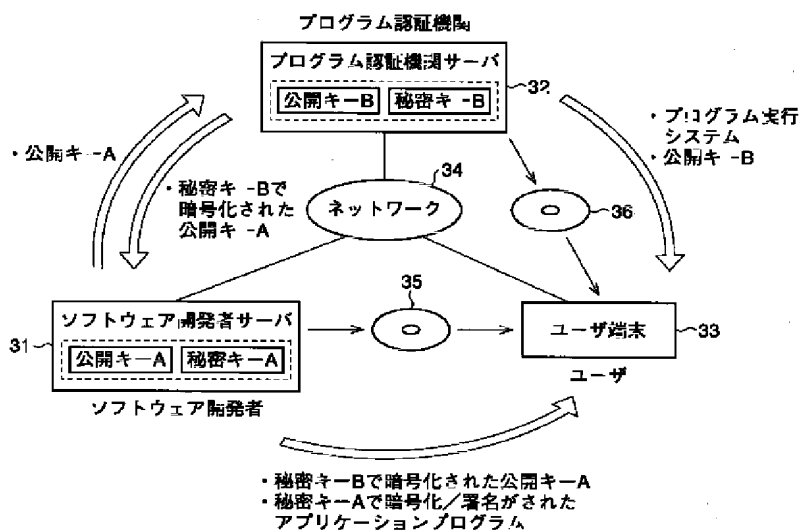 プログラム認証機関
プログラム認証機関サーバ
公開キーB
秘密キ-B
32
・公開キ-A
・秘密キ-Bで
暗号化された
公開キ-A
・プログラム実行
システム
・公開キ-B
34
ネットワーク
36
35
31
ソフトウェア開発者サーバ
公開キーA
秘密キーA
ソフトウェア開発者
ユーザ端末
33
ユーザ
・秘密キーBで暗号化された公開キーA
・秘密キーAで暗号化／署名がされた
アプリケーションプログラム